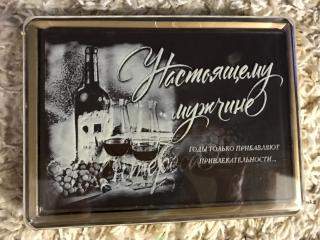 Настоящему
мужчине
ГОДЫ ТОЛЬКО ПРИБАВЛЯЮТ
ПРИВЛЕКАТЕЛЬНОСТИ...